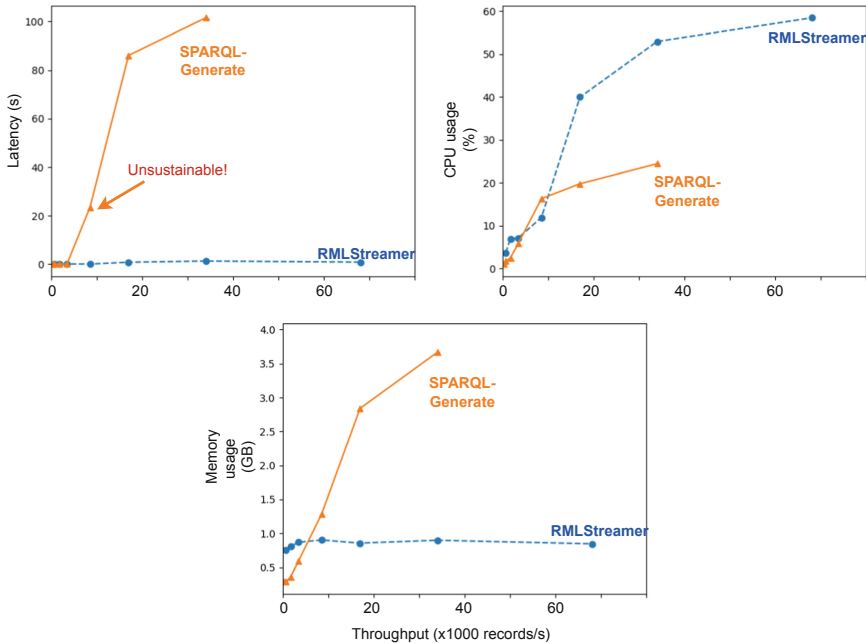 100
80
60
40
20
0
Latency (s)
SPARQL-
Generate
Unsustainable!
RMLStreamer
0
20
40
60
60
50
40
30
20
10
0
CPU usage
(%)
RMLStreamer
SPARQL-
Generate
0
20
40
60
4.0
3.5
3.0
2.5
2.0
1.5
1.0
0.5
Memory
usage
(GB)
SPARQL-
Generate
RMLStreamer
0
20
40
60
Throughput (x1000 records/s)